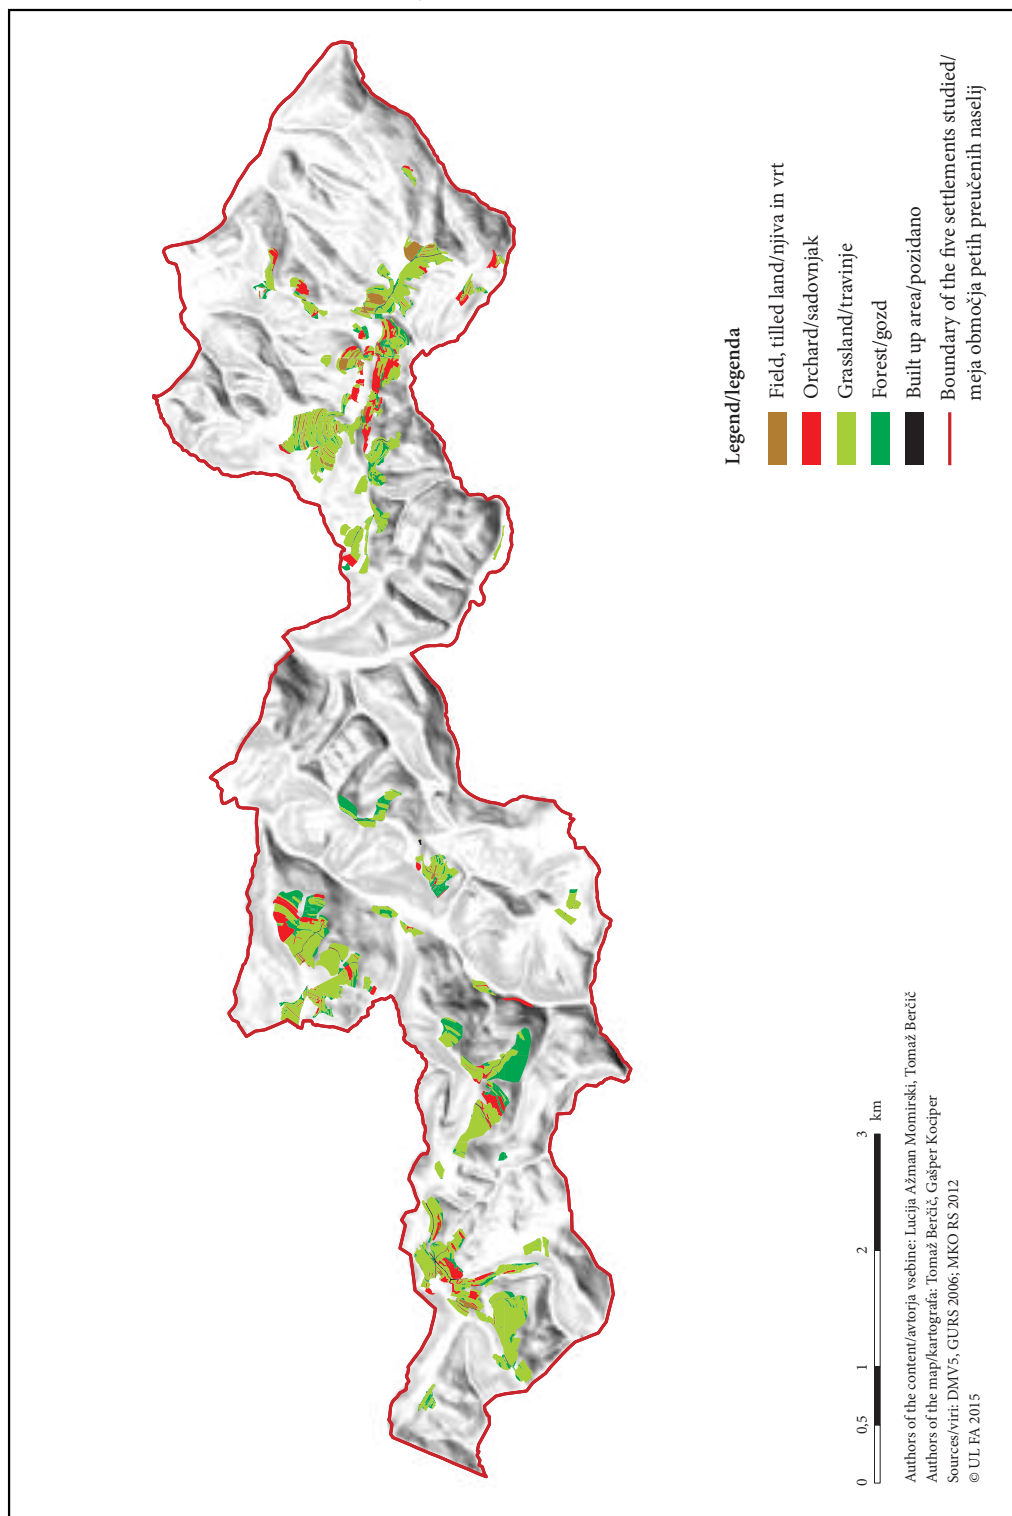 Legend/legenda
Field, tilled land/njiva in vrt
Orchard/sadovnjak
Grassland/travinje
Forest/gozd
Built up area/pozidano
Boundary of the five settlements studied/
meja območja petih preučenih naselij
0 0,5 1 2 3
km
Authors of the content/avtorja vsebine: Lucija Ažman Momirski, Tomaž Berčič
Authors of the map/kartografa: Tomaž Berčič, Gašper Kociper
Sources/viri: DMV5, GURS 2006; MKO RS 2012
© UL FA 2015